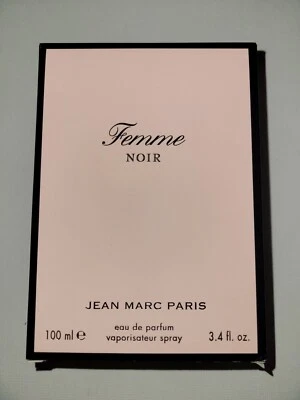 Femme
NOIR
JEAN MARC PARIS
eau de parfum
100 ml ℮ vaporisateur spray 3.4 fl. oz.